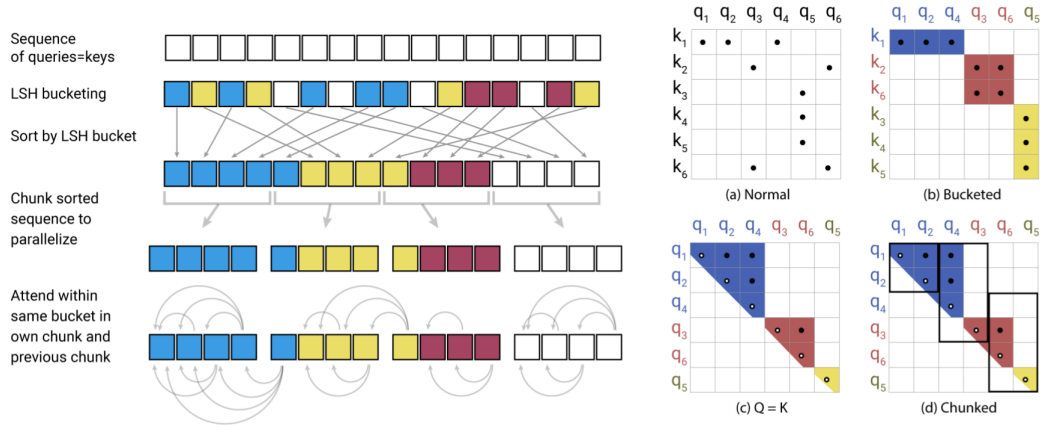 Sequence
of queries=keys
LSH bucketing
Sort by LSH bucket
Chunk sorted
sequence to
parallelize
Attend within
same bucket in
own chunk and
previous chunk
q1 q2 q3 q4 q5 q6
k1
k2
k3
k4
k5
k6
(a) Normal
q1 q2 q4 q3 q6 q5
k1
k2
k6
k3
k4
k5
(b) Bucketed
q1 q2 q4 q3 q6 q5
q1
q2
q4
q3
q6
q5
(c) Q = K
q1 q2 q4 q3 q6 q5
q1
q2
q4
q3
q6
q5
(d) Chunked